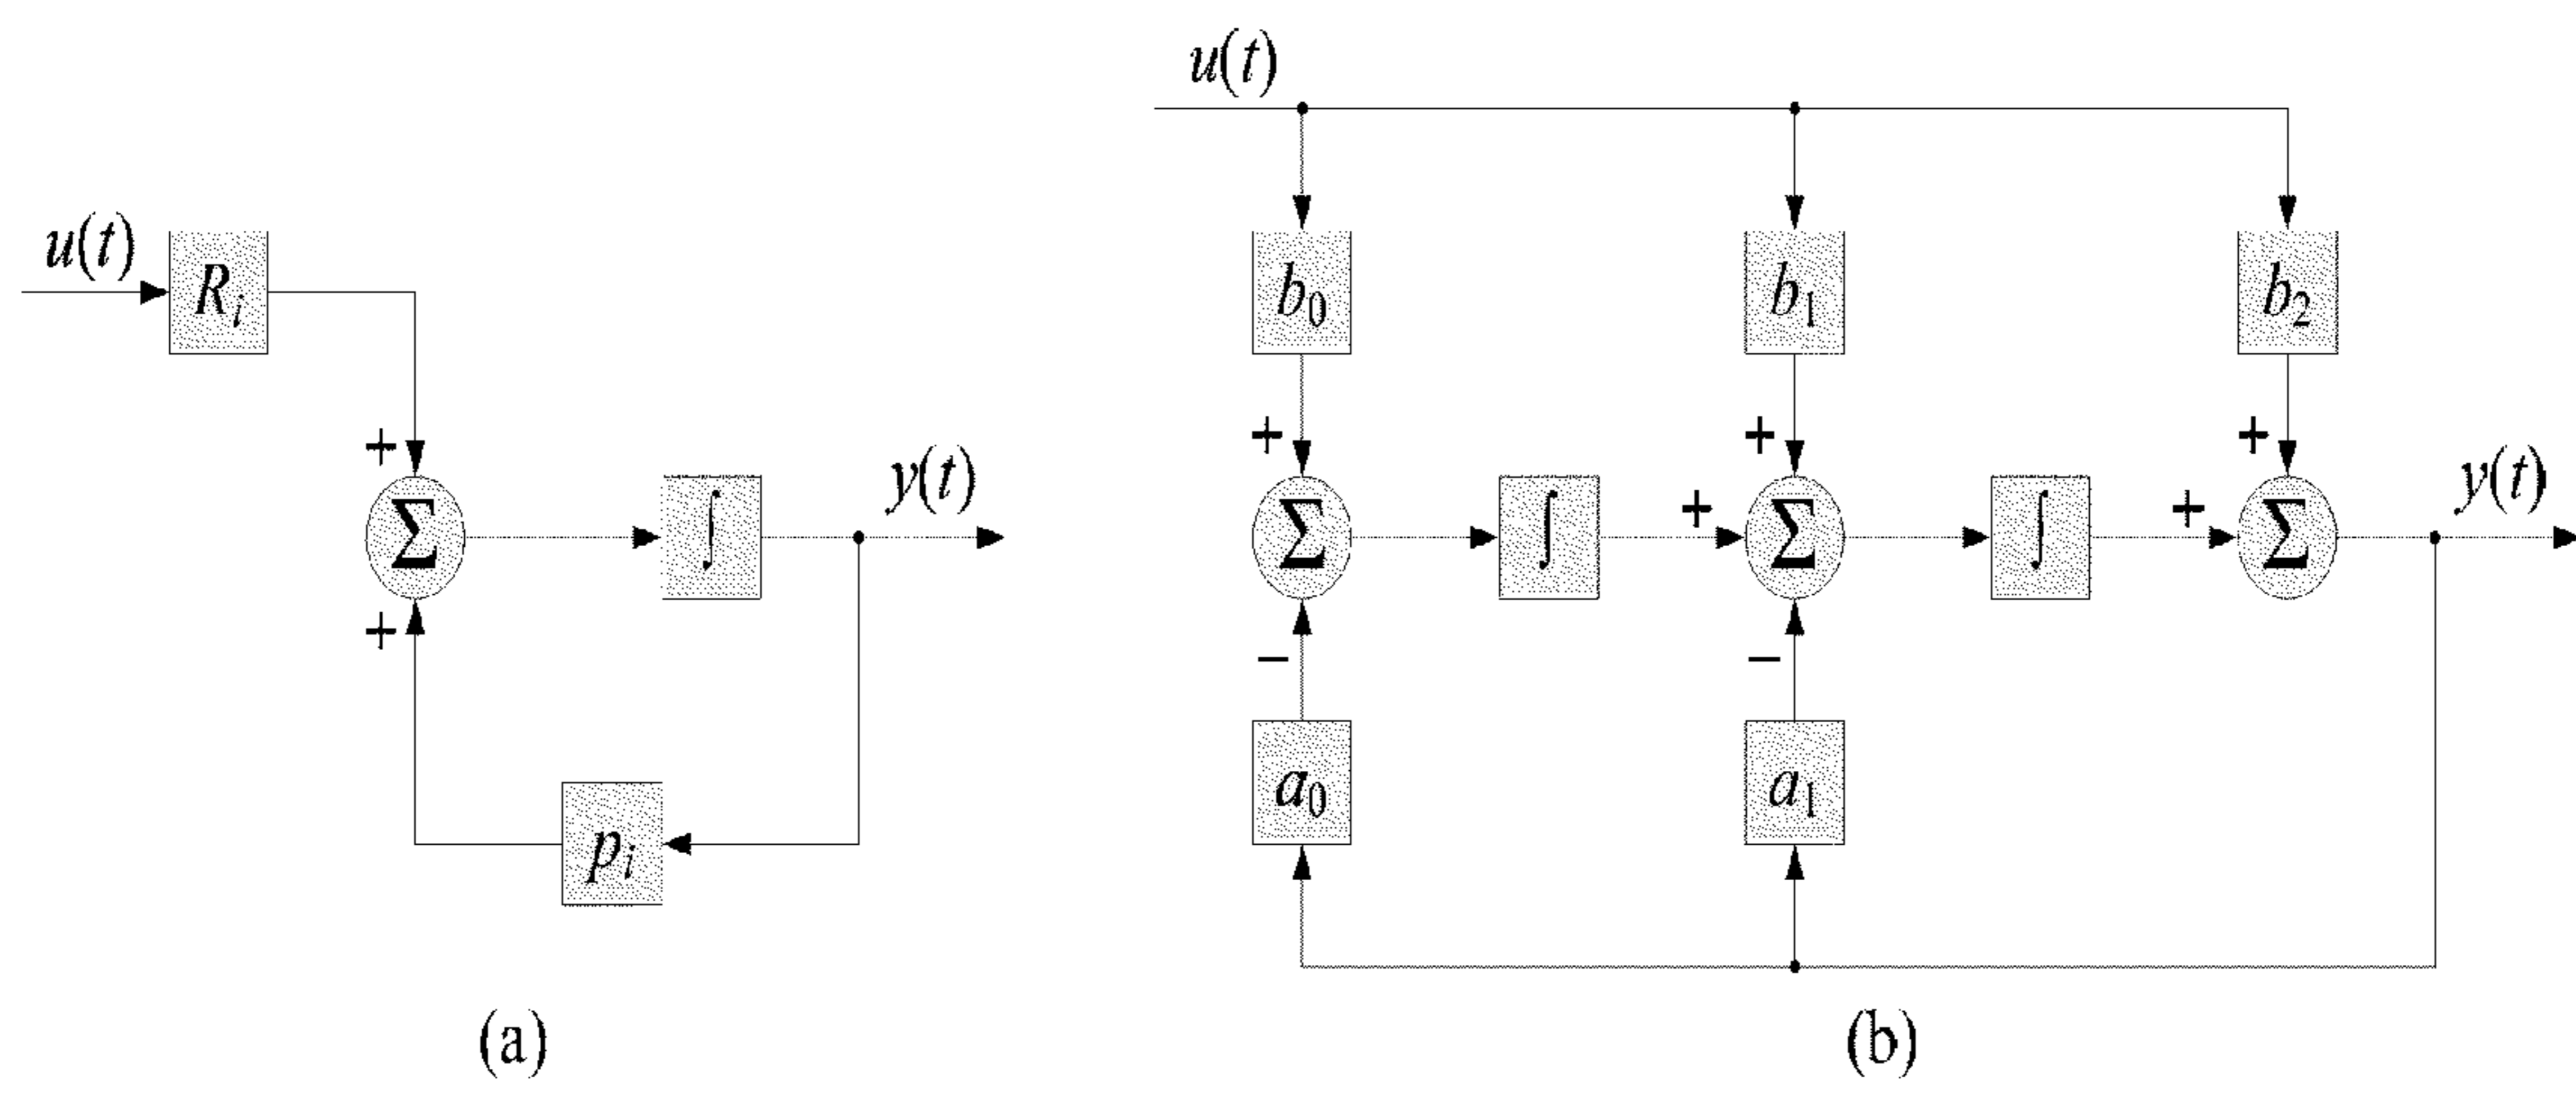 u(t)
R_i
+
Σ
∫
y(t)
+
p_i
(a)
u(t)
b_0
b_1
b_2
+
+
+
Σ
∫
+
Σ
∫
+
Σ
y(t)
−
−
a_0
a_1
(b)